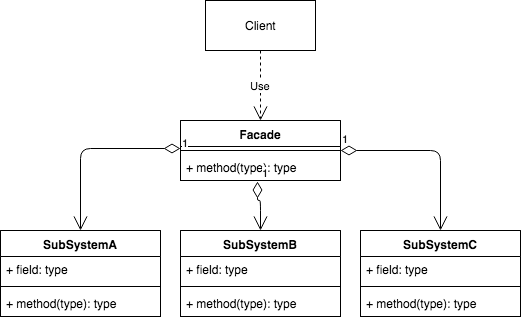 Client
Use
Facade
1
1
+ method(type): type
1
SubSystemA
SubSystemB
SubSystemC
+ field: type
+ field: type
+ field: type
+ method(type): type
+ method(type): type
+ method(type): type